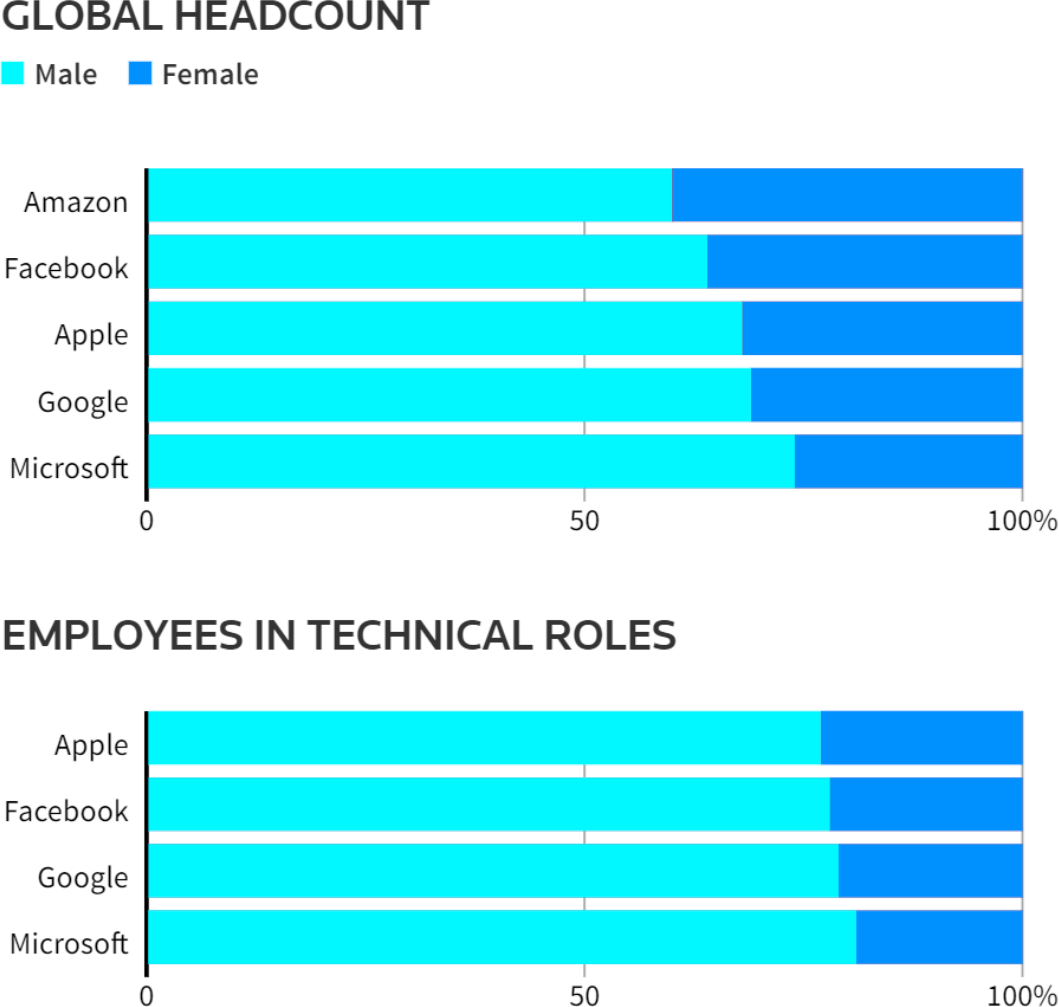 GLOBAL HEADCOUNT
Male Female
Amazon
Facebook
Apple
Google
Microsoft
0 50 100%
EMPLOYEES IN TECHNICAL ROLES
Apple
Facebook
Google
Microsoft
0 50 100%